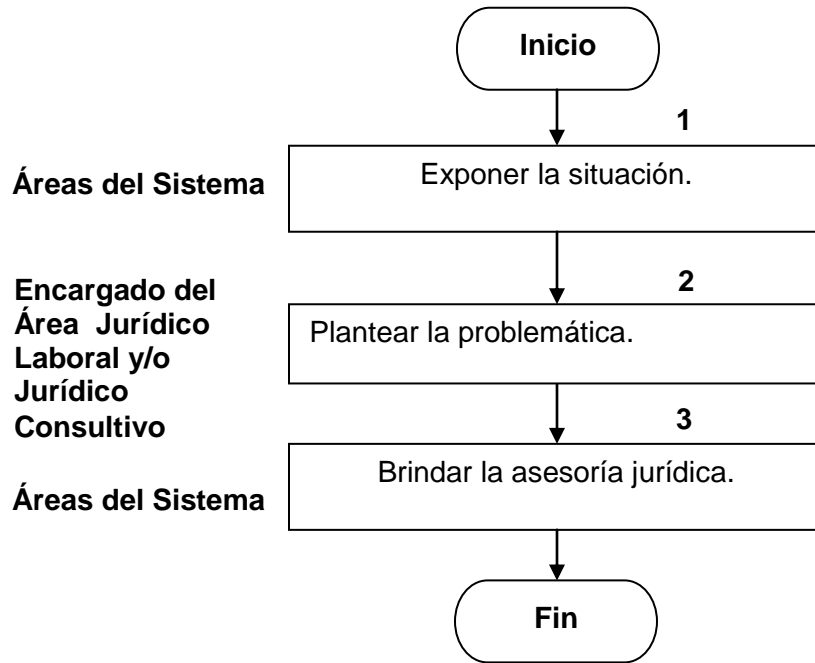 Inicio
1
Áreas del Sistema
Exponer la situación.
2
Encargado del
Área Jurídico
Laboral y/o
Jurídico
Consultivo
Plantear la problemática.
3
Áreas del Sistema
Brindar la asesoría jurídica.
Fin